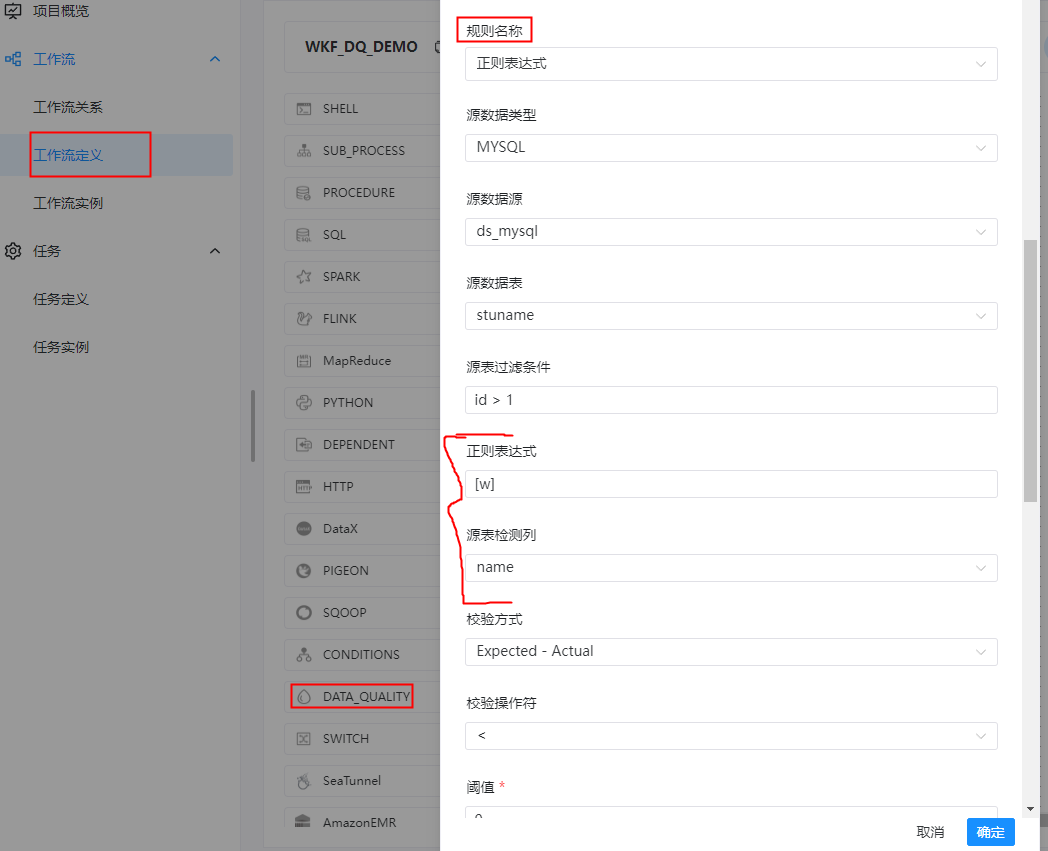 项目概览
工作流
工作流关系
工作流定义
工作流实例
任务
任务定义
任务实例
WKF_DQ_DEMO
SHELL
SUB_PROCESS
PROCEDURE
SQL
SPARK
FLINK
MapReduce
PYTHON
DEPENDENT
HTTP
DataX
PIGEON
SQOOP
CONDITIONS
DATA_QUALITY
SWITCH
SeaTunnel
AmazonEMR
规则名称
正则表达式
源数据类型
MYSQL
源数据源
ds_mysql
源数据表
stuname
源表过滤条件
id > 1
正则表达式
[w]
源表检测列
name
校验方式
Expected - Actual
校验操作符
<
阈值 *
取消 确定